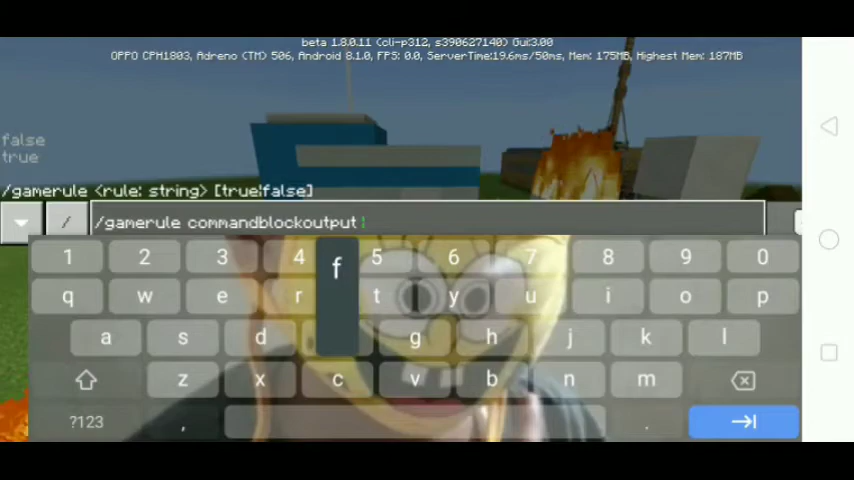 beta 1.8.0.11 (cli-p312, s390627140) Gui:3.00
OPPO CPH1803, Adreno (TM) 506, Android 8.1.0, FPS: 0.0, ServerTime:19.6ms/50ms, Mem: 175MB, Highest Mem: 187MB
false
true
/gamerule <rule: string> [true|false]
/ /gamerule commandblockoutput
1 2 3 4 5 6 7 8 9 0
f
q w e r t y u i o p
a s d g h j k l
z x c v b n m
?123 , .